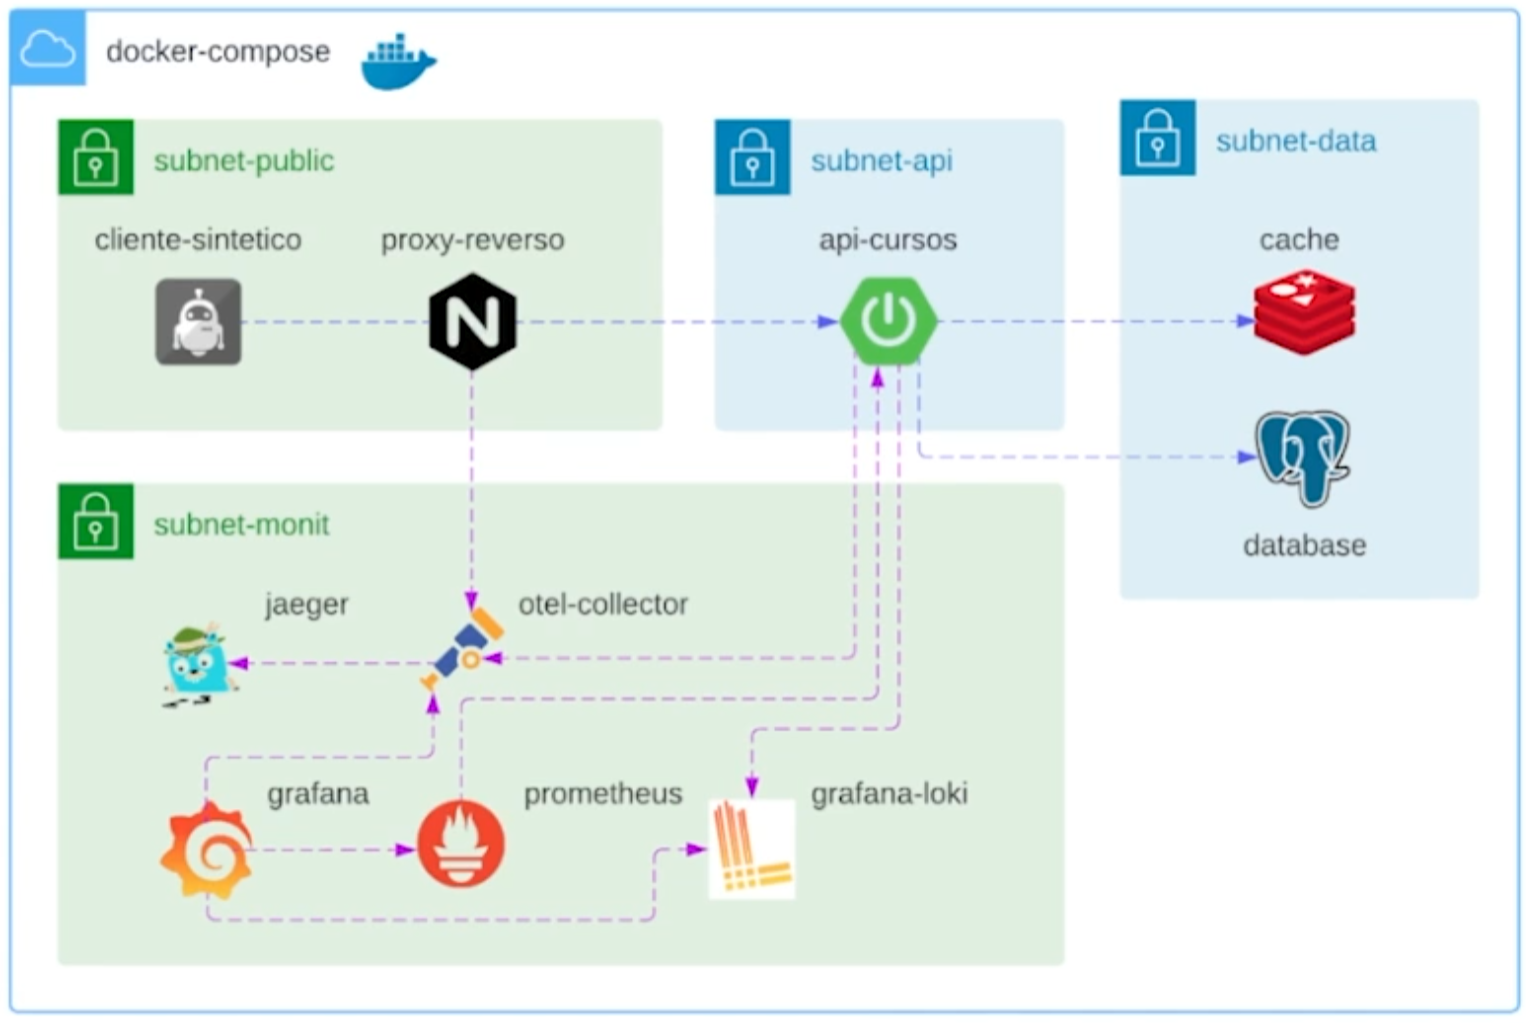 docker-compose
subnet-public
subnet-api
subnet-data
cliente-sintetico
proxy-reverso
N
api-cursos
cache
database
subnet-monit
jaeger
otel-collector
grafana
prometheus
grafana-loki